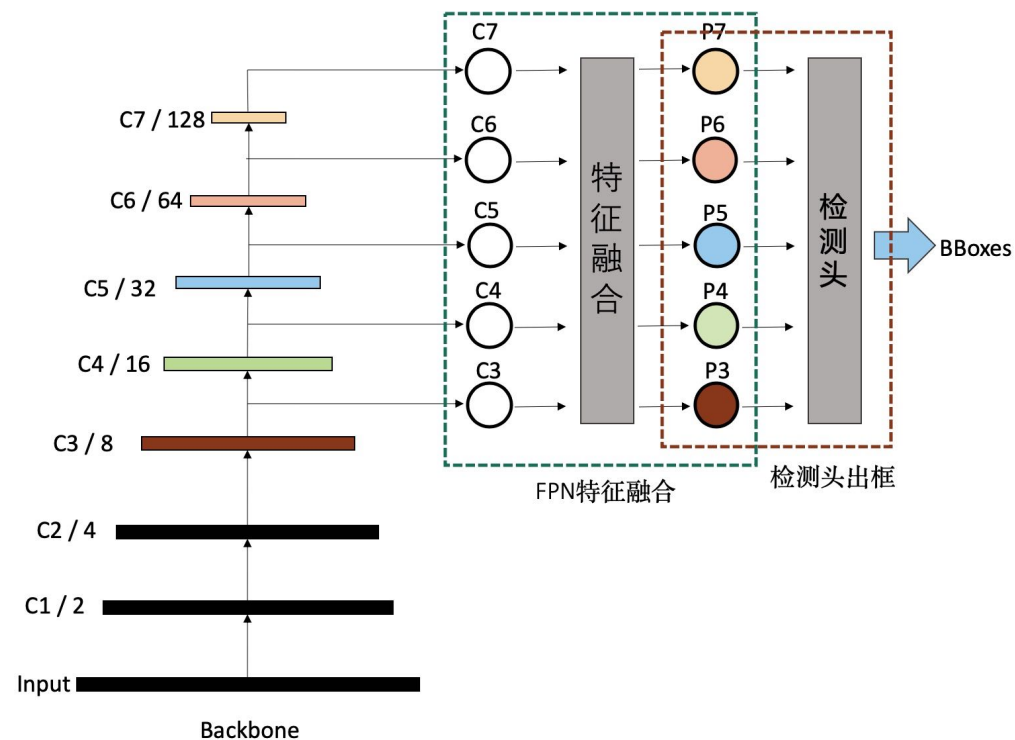 C7 / 128
C6 / 64
C5 / 32
C4 / 16
C3 / 8
C2 / 4
C1 / 2
Input
Backbone
C7
C6
C5
C4
C3
特征融合
P7
P6
P5
P4
P3
检测头
BBoxes
FPN特征融合
检测头出框